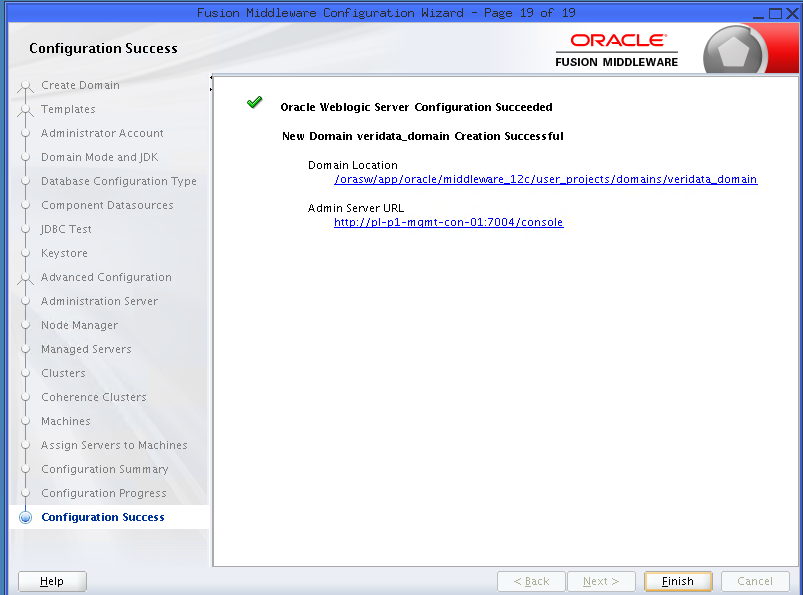 Fusion Middleware Configuration Wizard - Page 19 of 19
Configuration Success
ORACLE
FUSION MIDDLEWARE
Create Domain
Templates
Administrator Account
Domain Mode and JDK
Database Configuration Type
Component Datasources
JDBC Test
Keystore
Advanced Configuration
Administration Server
Node Manager
Managed Servers
Clusters
Coherence Clusters
Machines
Assign Servers to Machines
Configuration Summary
Configuration Progress
Configuration Success
Oracle Weblogic Server Configuration Succeeded
New Domain veridata_domain Creation Successful
Domain Location
/orasw/app/oracle/middleware_12c/user_projects/domains/veridata_domain
Admin Server URL
http://pl-p1-mgmt-con-01:7004/console
Help
< Back
Next >
Finish
Cancel